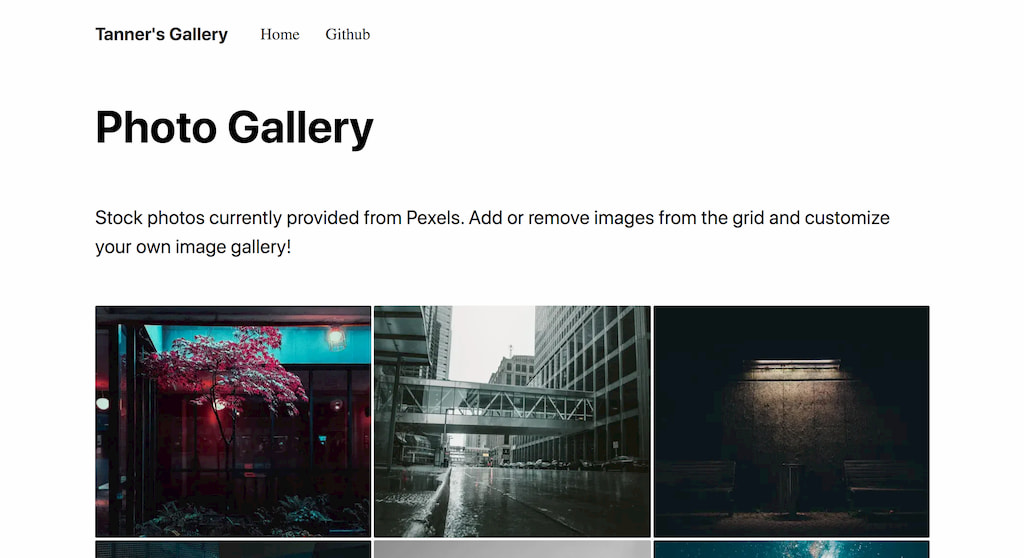 Tanner's Gallery Home Github
Photo Gallery
Stock photos currently provided from Pexels. Add or remove images from the grid and customize
your own image gallery!